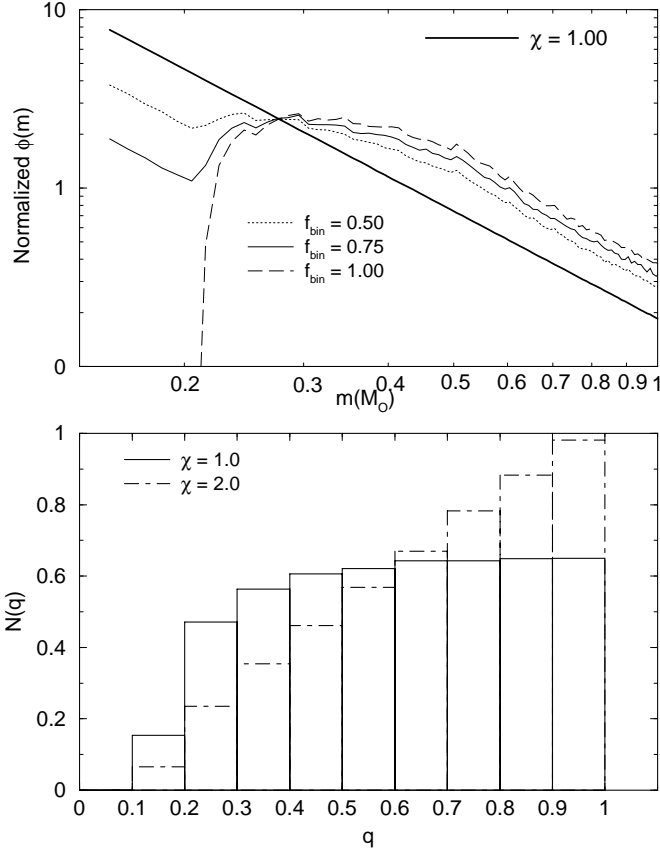 10
1
0
Normalized ϕ(m)
χ = 1.00
f_bin = 0.50
f_bin = 0.75
f_bin = 1.00
0.2 0.3 0.4 0.5 0.6 0.7 0.8 0.9 1
m(M_O)
1
0.8
0.6
0.4
0.2
0
N(q)
χ = 1.0
χ = 2.0
0 0.1 0.2 0.3 0.4 0.5 0.6 0.7 0.8 0.9 1
q